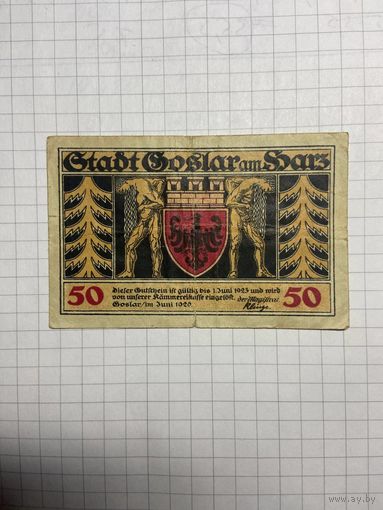 Stadt Goslar am Harz
50
50
Dieser Gutschein ist gültig bis 1. Juni 1923 und wird
von unserer Kämmereikasse eingelöst. der Magistrat
Goslar/im Juni 1920.
www.ay.by